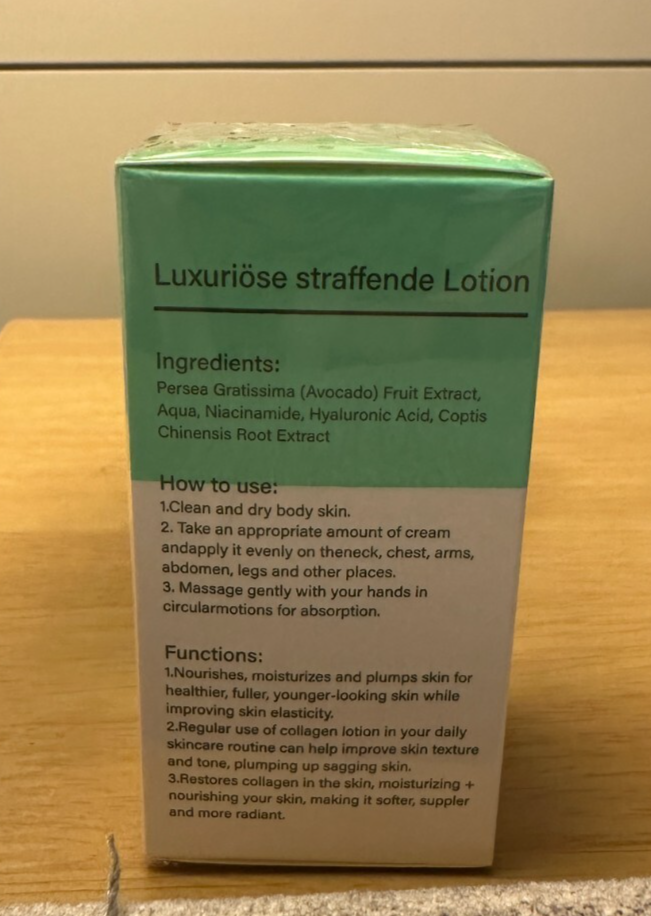 Luxuriöse straffende Lotion
Ingredients:
Persea Gratissima (Avocado) Fruit Extract,
Aqua, Niacinamide, Hyaluronic Acid, Coptis
Chinensis Root Extract
How to use:
1.Clean and dry body skin.
2. Take an appropriate amount of cream
andapply it evenly on theneck, chest, arms,
abdomen, legs and other places.
3. Massage gently with your hands in
circularmotions for absorption.
Functions:
1.Nourishes, moisturizes and plumps skin for
healthier, fuller, younger-looking skin while
improving skin elasticity.
2.Regular use of collagen lotion in your daily
skincare routine can help improve skin texture
and tone, plumping up sagging skin.
3.Restores collagen in the skin, moisturizing +
nourishing your skin, making it softer, suppler
and more radiant.